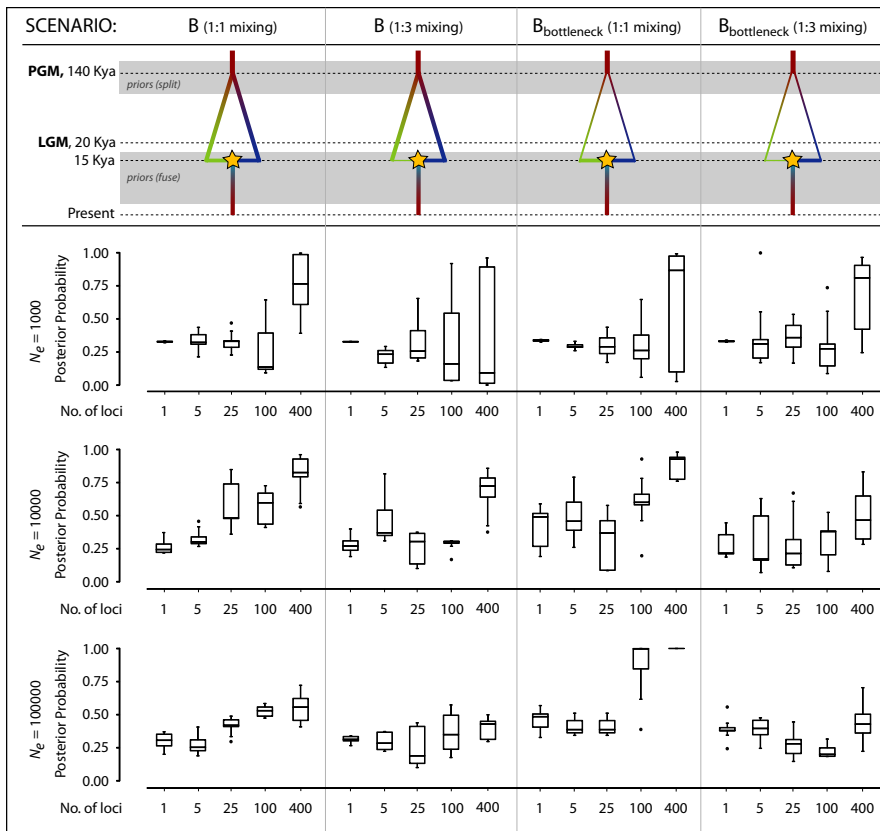 SCENARIO: B (1:1 mixing) B (1:3 mixing) Bbottleneck (1:1 mixing) Bbottleneck (1:3 mixing)
PGM, 140 Kya
priors (split)
LGM, 20 Kya
15 Kya
priors (fuse)
Present
Ne = 1000
Posterior Probability
1.00
0.75
0.50
0.25
0.00
No. of loci 1 5 25 100 400 1 5 25 100 400 1 5 25 100 400 1 5 25 100 400
Ne = 10000
Posterior Probability
1.00
0.75
0.50
0.25
0.00
No. of loci 1 5 25 100 400 1 5 25 100 400 1 5 25 100 400 1 5 25 100 400
Ne = 100000
Posterior Probability
1.00
0.75
0.50
0.25
0.00
No. of loci 1 5 25 100 400 1 5 25 100 400 1 5 25 100 400 1 5 25 100 400